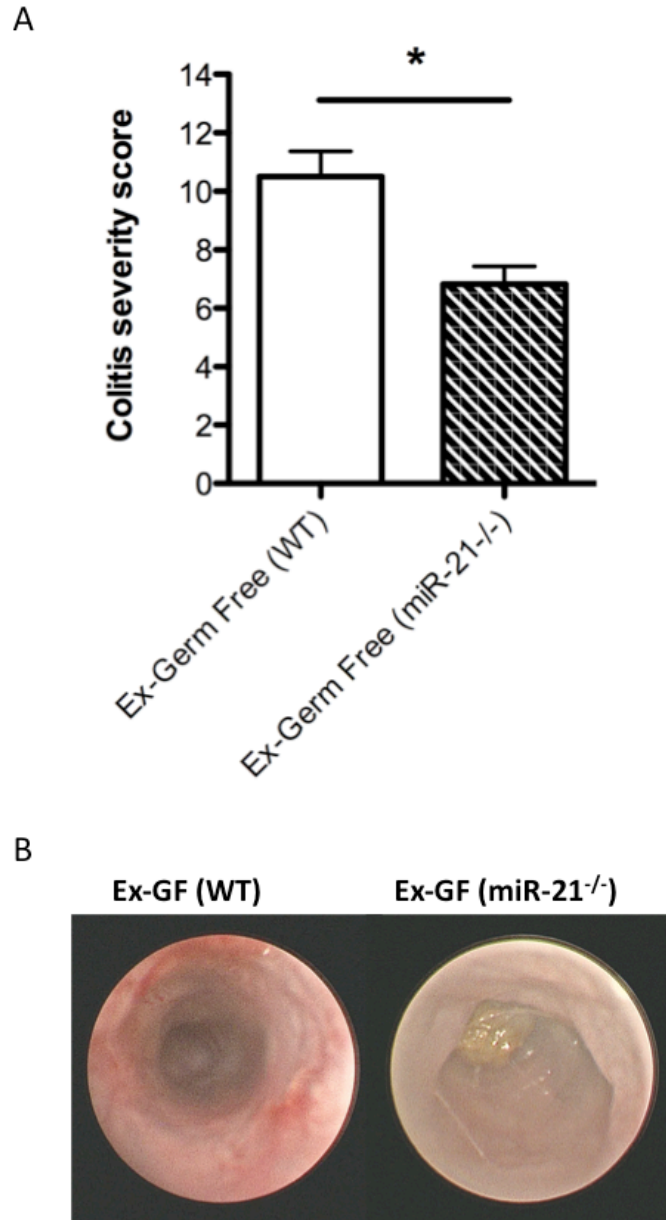 A
*
Colitis severity score
14
12
10
8
6
4
2
0
Ex-Germ Free (WT)
Ex-Germ Free (miR-21-/-)
B
Ex-GF (WT)
Ex-GF (miR-21-/-)